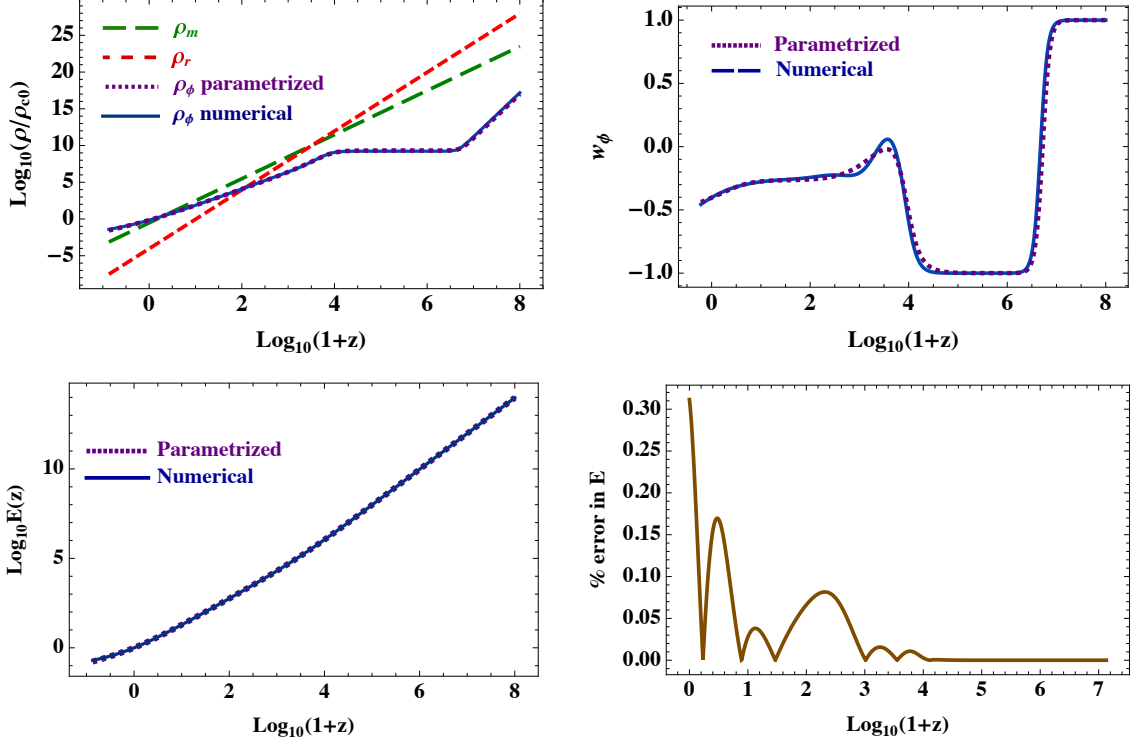 25
20
15
10
5
0
−5
Log10(ρ/ρc0)
ρm
ρr
ρϕ parametrized
ρϕ numerical
0 2 4 6 8
Log10(1+z)
1.0
0.5
0.0
−0.5
−1.0
wϕ
Parametrized
Numerical
0 2 4 6 8
Log10(1+z)
10
5
0
Log10E(z)
Parametrized
Numerical
0 2 4 6 8
Log10(1+z)
0.30
0.25
0.20
0.15
0.10
0.05
0.00
% error in E
0 1 2 3 4 5 6 7
Log10(1+z)